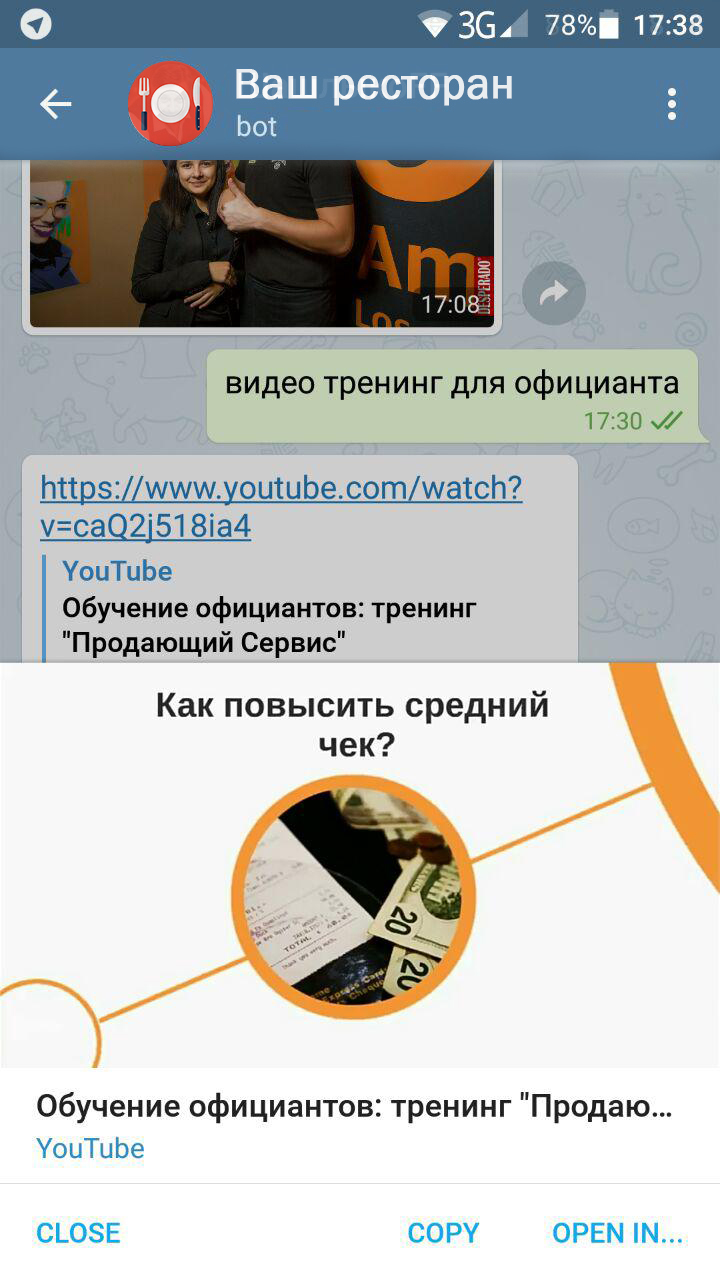 3G 78% 17:38
Ваш ресторан
bot
Am
Los
DESPERADO
17:08
видео тренинг для официанта
17:30
https://www.youtube.com/watch?
v=caQ2j518ia4
YouTube
Обучение официантов: тренинг
"Продающий Сервис"
Как повысить средний
чек?
TOTAL
20
20
Обучение официантов: тренинг "Продаю...
YouTube
CLOSE COPY OPEN IN...